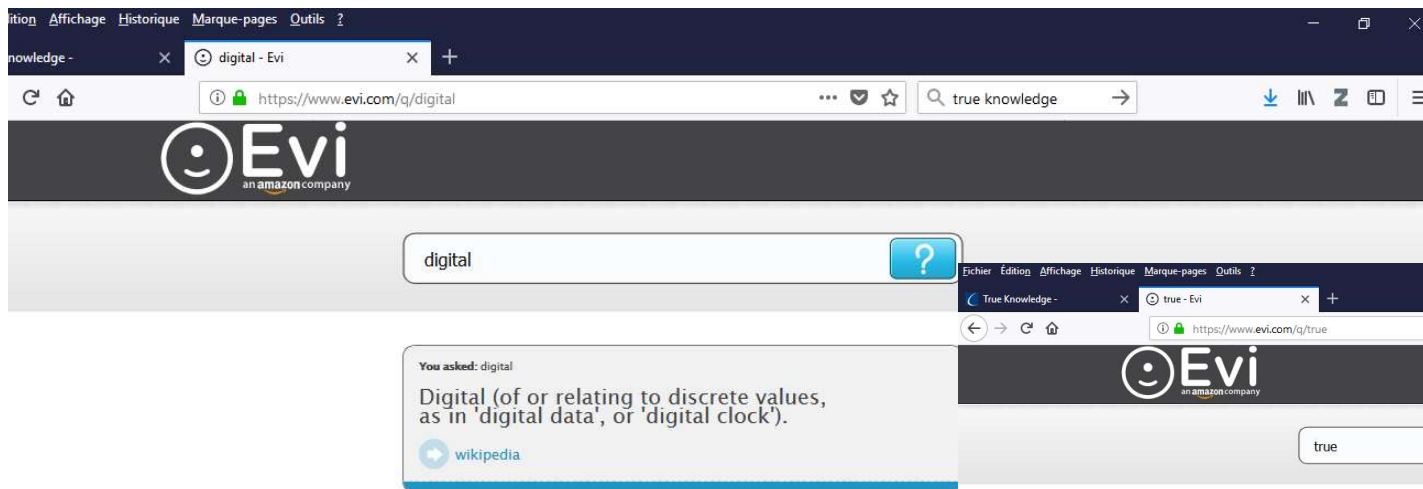 ition Affichage Historique Marque-pages Outils ?
nowledge -
digital - Evi
https://www.evi.com/q/digital
true knowledge
Evi
an amazon company
digital
?
You asked: digital
Digital (of or relating to discrete values,
as in 'digital data', or 'digital clock').
wikipedia
Fichier Édition Affichage Historique Marque-pages Outils ?
True Knowledge -
true - Evi
https://www.evi.com/q/true
Evi
an amazon company
true